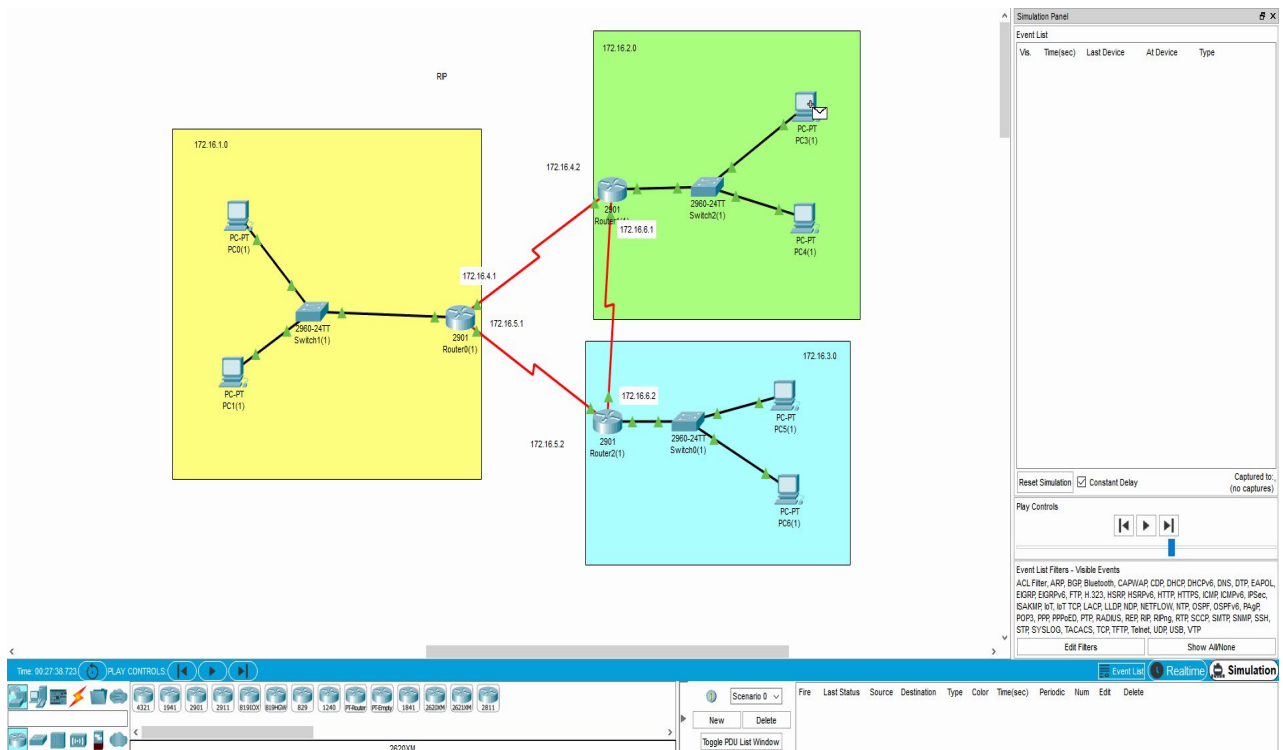 Simulation Panel
Event List
Vis. Time(sec) Last Device At Device Type
RIP
172.16.2.0
PC-PT
PC3(1)
172.16.1.0
172.16.4.2
2901
2960-24TT
Switch2(1)
172.16.6.1
PC-PT
PC4(1)
PC-PT
PC0(1)
172.16.4.1
2960-24TT
Switch1(1)
172.16.5.1
2901
Router0(1)
172.16.3.0
PC-PT
PC1(1)
172.16.6.2
PC-PT
PC5(1)
172.16.5.2
2901
Router2(1)
2960-24TT
Switch0(1)
PC-PT
PC6(1)
Reset Simulation Constant Delay
Captured to:
(no captures)
Play Controls
Event List Filters - Visible Events
ACL Filter, ARP, BGP, Bluetooth, CAPWAP, CDP, DHCP, DHCPv6, DNS, DTP, EAPOL,
EIGRP, EIGRPv6, FTP, H.323, HSRP, HSRPv6, HTTP, HTTPS, ICMP, ICMPv6, IPSec,
ISAKMP, IoT, IoT TCP, LACP, LLDP, NDP, NETFLOW, NTP, OSPF, OSPFv6, PAgP,
POP3, PPP, PPPoED, PTP, RADIUS, REP, RIP, RIPng, RTP, SCCP, SMTP, SNMP, SSH,
STP, SYSLOG, TACACS, TCP, TFTP, Telnet, UDP, USB, VTP
Edit Filters Show All/None
Time: 00:27:38.723 PLAY CONTROLS: Event List Realtime Simulation
4321 1941 2901 2911 819IOX 819HGW 829 1240 PT-Router PT-Empty 1841 2620XM 2621XM 2811
2620XM
Scenario 0
New Delete
Toggle PDU List Window
Fire Last Status Source Destination Type Color Time(sec) Periodic Num Edit Delete